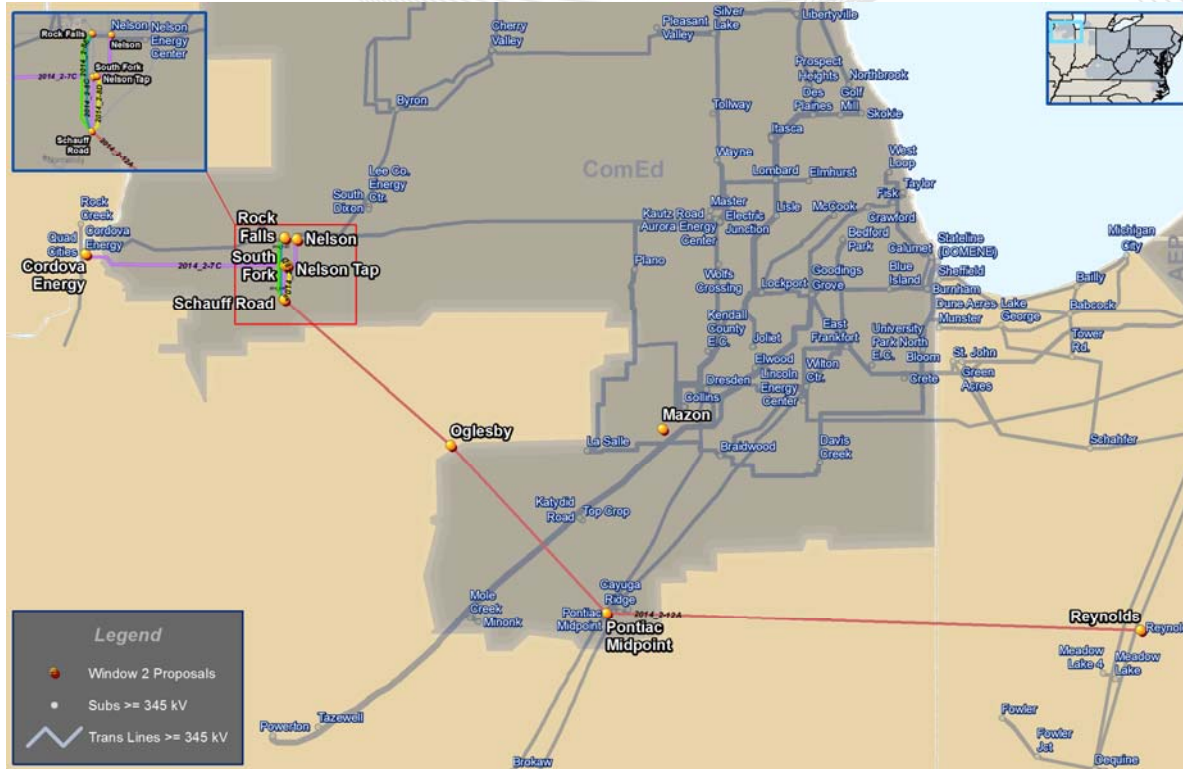 Rock Falls
Nelson
Nelson
Energy
Center
Nelson
South Fork
Nelson Tap
2014_2-7C
Schauff
Road
Cherry
Valley
Pleasant
Valley
Silver
Lake
Libertyville
Prospect
Heights
Northbrook
Des
Plaines
Golf
Mill
Skokie
Byron
Tollway
Itasca
Wayne
West
Loop
ComEd
Lombard
Elmhurst
Taylor
Fisk
Lee Co.
Energy
Ctr.
South
Dixon
Rock
Creek
Quad
Cities
Cordova
Energy
Cordova
Energy
2014_2-7C
Rock
Falls
Nelson
South
Fork
Nelson Tap
Schauff Road
Kautz Road
Master
Aurora Energy
Center
Electric
Junction
Lisle
McCook
Crawford
Bedford
Park
Calumet
Stateline
(DOMENE)
Michigan
City
AEP
Plano
Wolfs
Crossing
Lockport
Goodings
Grove
Blue
Island
Sheffield
Burnham
Bailly
Dune Acres
Munster
Lake
George
Babcock
Tower
Rd.
Kendall
County
E.C.
Joliet
East
Frankfort
University
Park North
E.C.
Bloom
St. John
Green
Acres
Crete
Elwood
Lincoln
Energy
Center
Wilton
Ctr.
Dresden
Collins
Mazon
Oglesby
La Salle
Braidwood
Davis
Creek
Schahfer
Katydid
Road
Top Crop
Mole
Creek
Minonk
Cayuga
Ridge
Pontiac
Midpoint
2014_2-12A
Pontiac
Midpoint
Reynolds
Meadow
Lake 4
Meadow
Lake
Fowler
Fowler
Jct
Dequine
Powerton
Tazewell
Brokaw
Legend
Window 2 Proposals
Subs >= 345 kV
Trans Lines >= 345 kV